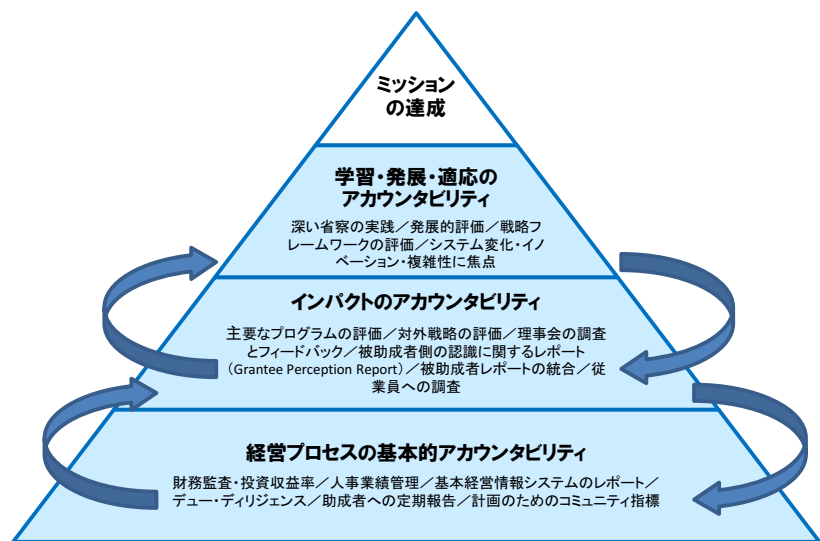 ミッション
の達成
学習・発展・適応の
アカウンタビリティ
深い省察の実践／発展的評価／戦略フ
レームワークの評価／システム変化・イノ
ベーション・複雑性に焦点
インパクトのアカウンタビリティ
主要なプログラムの評価／対外戦略の評価／理事会の調査
とフィードバック／被助成者側の認識に関するレポート
（Grantee Perception Report）／被助成者レポートの統合／従
業員への調査
経営プロセスの基本的アカウンタビリティ
財務監査・投資収益率／人事業績管理／基本経営情報システムのレポート／
デュー・ディリジェンス／助成者への定期報告／計画のためのコミュニティ指標